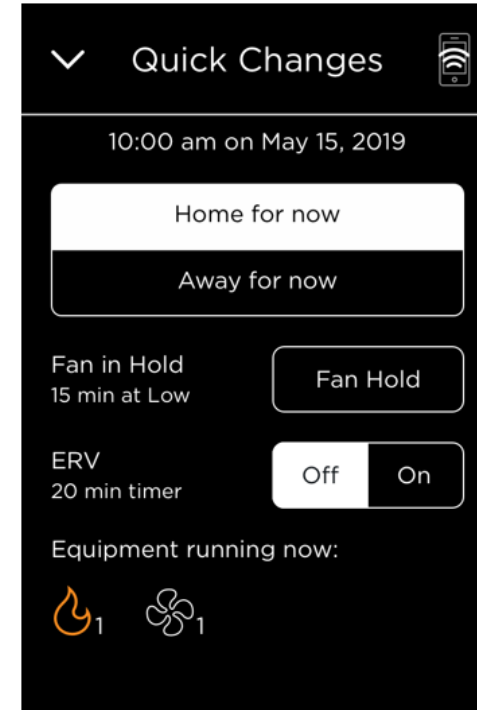 Quick Changes
10:00 am on May 15, 2019
Home for now
Away for now
Fan in Hold
15 min at Low
Fan Hold
ERV
20 min timer
Off On
Equipment running now:
1 1